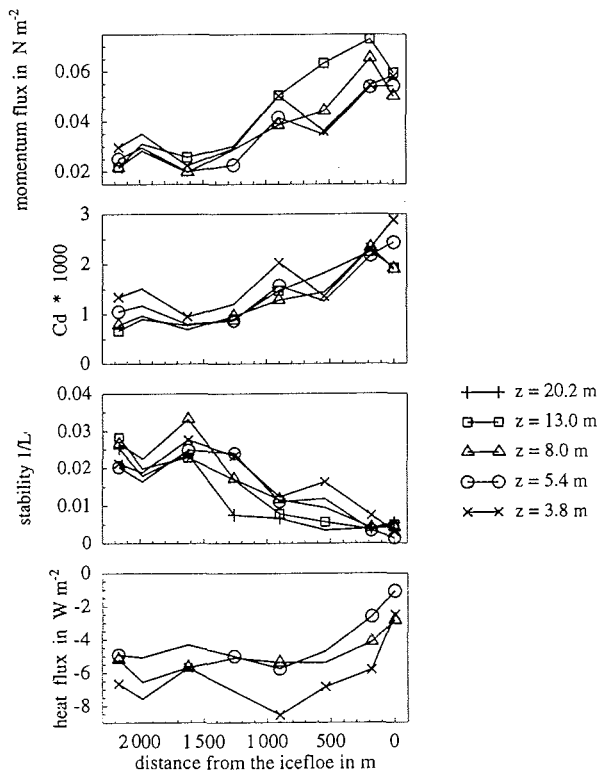 momentum flux in N m-2
0.06
0.04
0.02
Cd * 1000
3
2
1
0
stability 1/L
0.04
0.03
0.02
0.01
0
z = 20.2 m
z = 13.0 m
z = 8.0 m
z = 5.4 m
z = 3.8 m
heat flux in W m-2
0
-2
-4
-6
-8
2 000 1 500 1 000 500 0
distance from the icefloe in m